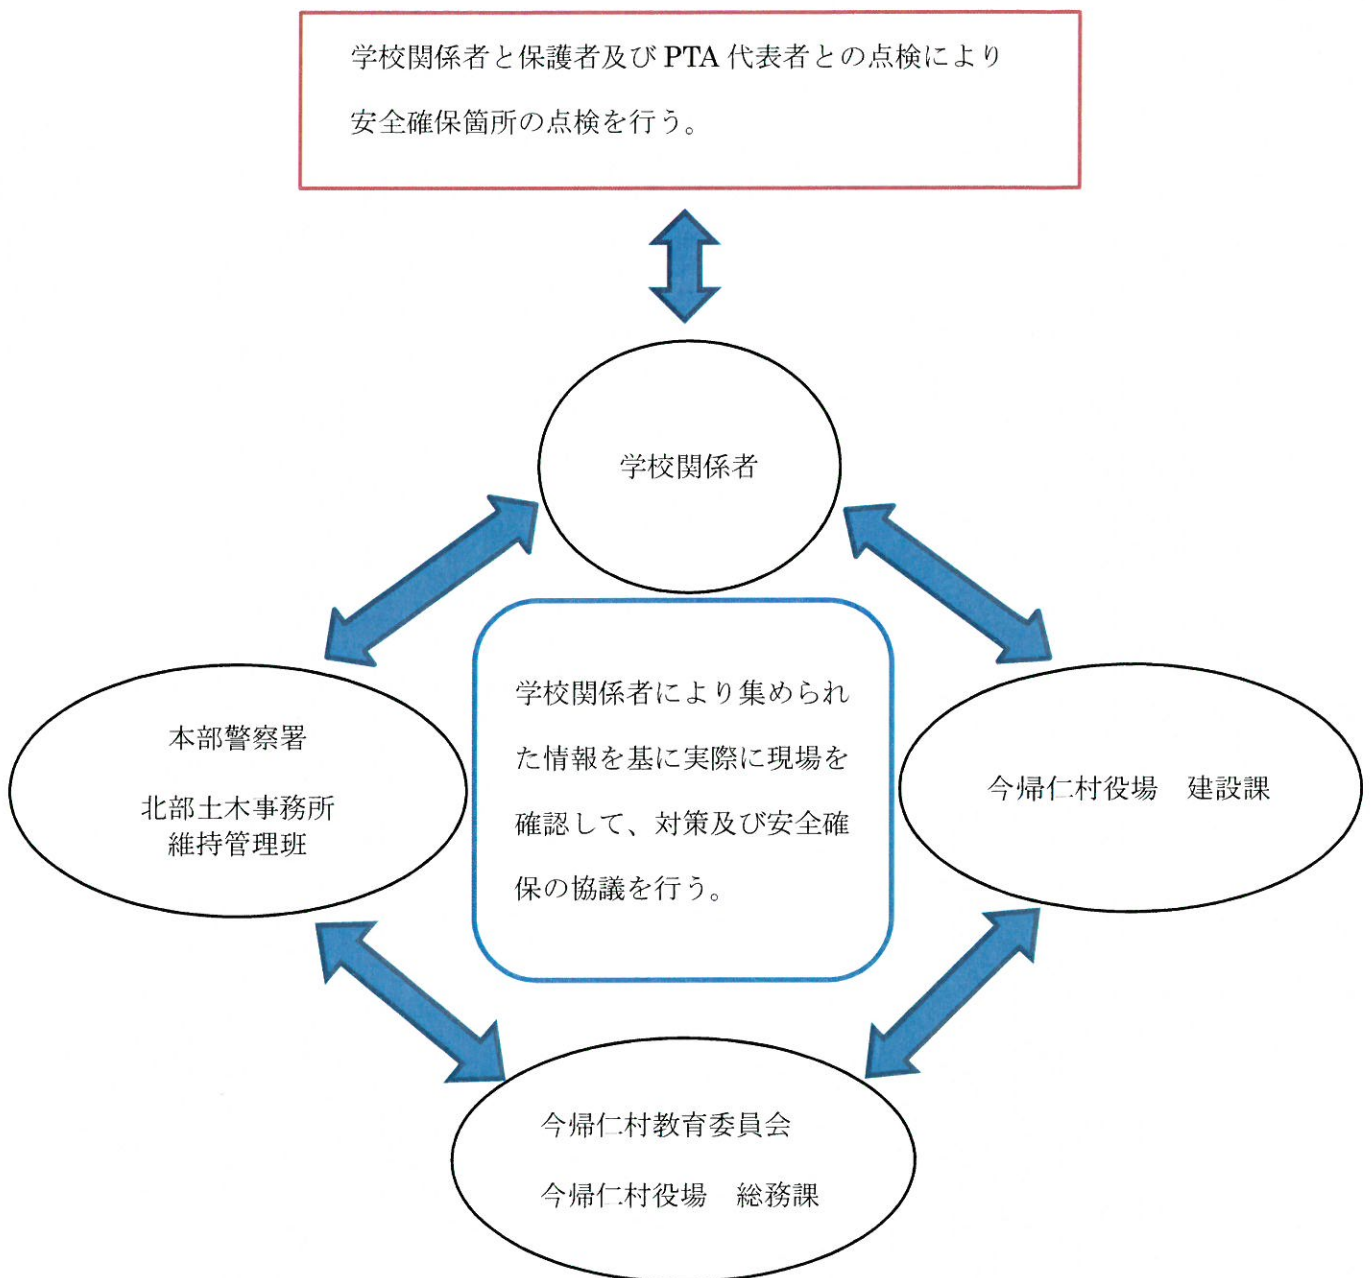 学校関係者と保護者及び PTA 代表者との点検により
安全確保箇所の点検を行う。
学校関係者
本部警察署
北部土木事務所
維持管理班
学校関係者により集められ
た情報を基に実際に現場を
確認して、対策及び安全確
保の協議を行う。
今帰仁村役場　建設課
今帰仁村教育委員会
今帰仁村役場　総務課